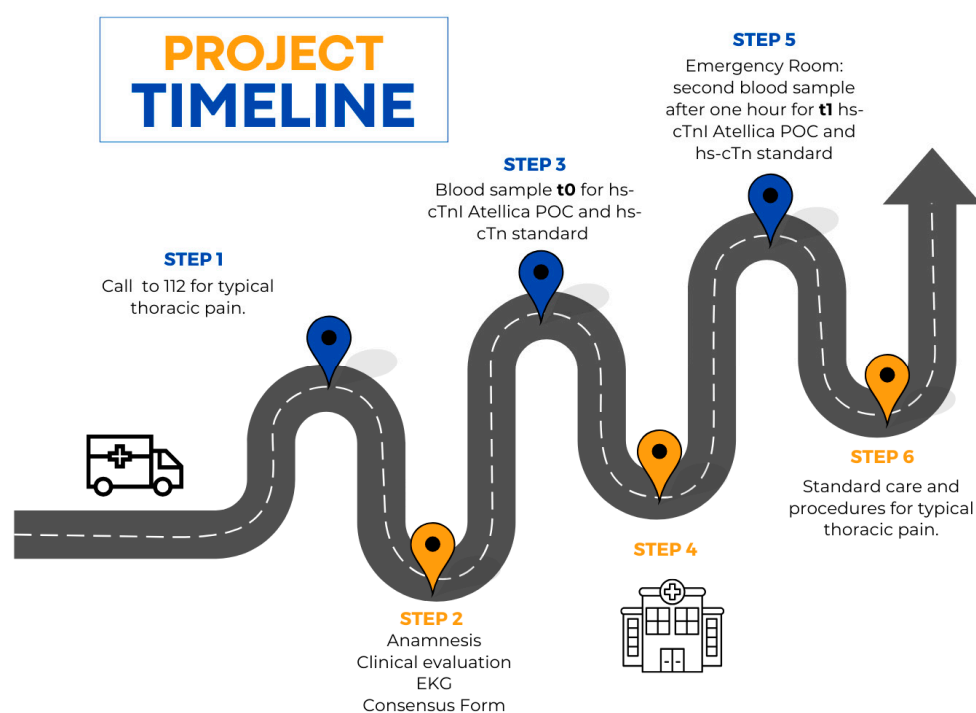 PROJECT
TIMELINE
STEP 1
Call to 112 for typical
thoracic pain.
STEP 2
Anamnesis
Clinical evaluation
EKG
Consensus Form
STEP 3
Blood sample t0 for hs-
cTnI Atellica POC and hs-
cTn standard
STEP 4
STEP 5
Emergency Room:
second blood sample
after one hour for t1 hs-
cTnI Atellica POC and
hs-cTn standard
STEP 6
Standard care and
procedures for typical
thoracic pain.